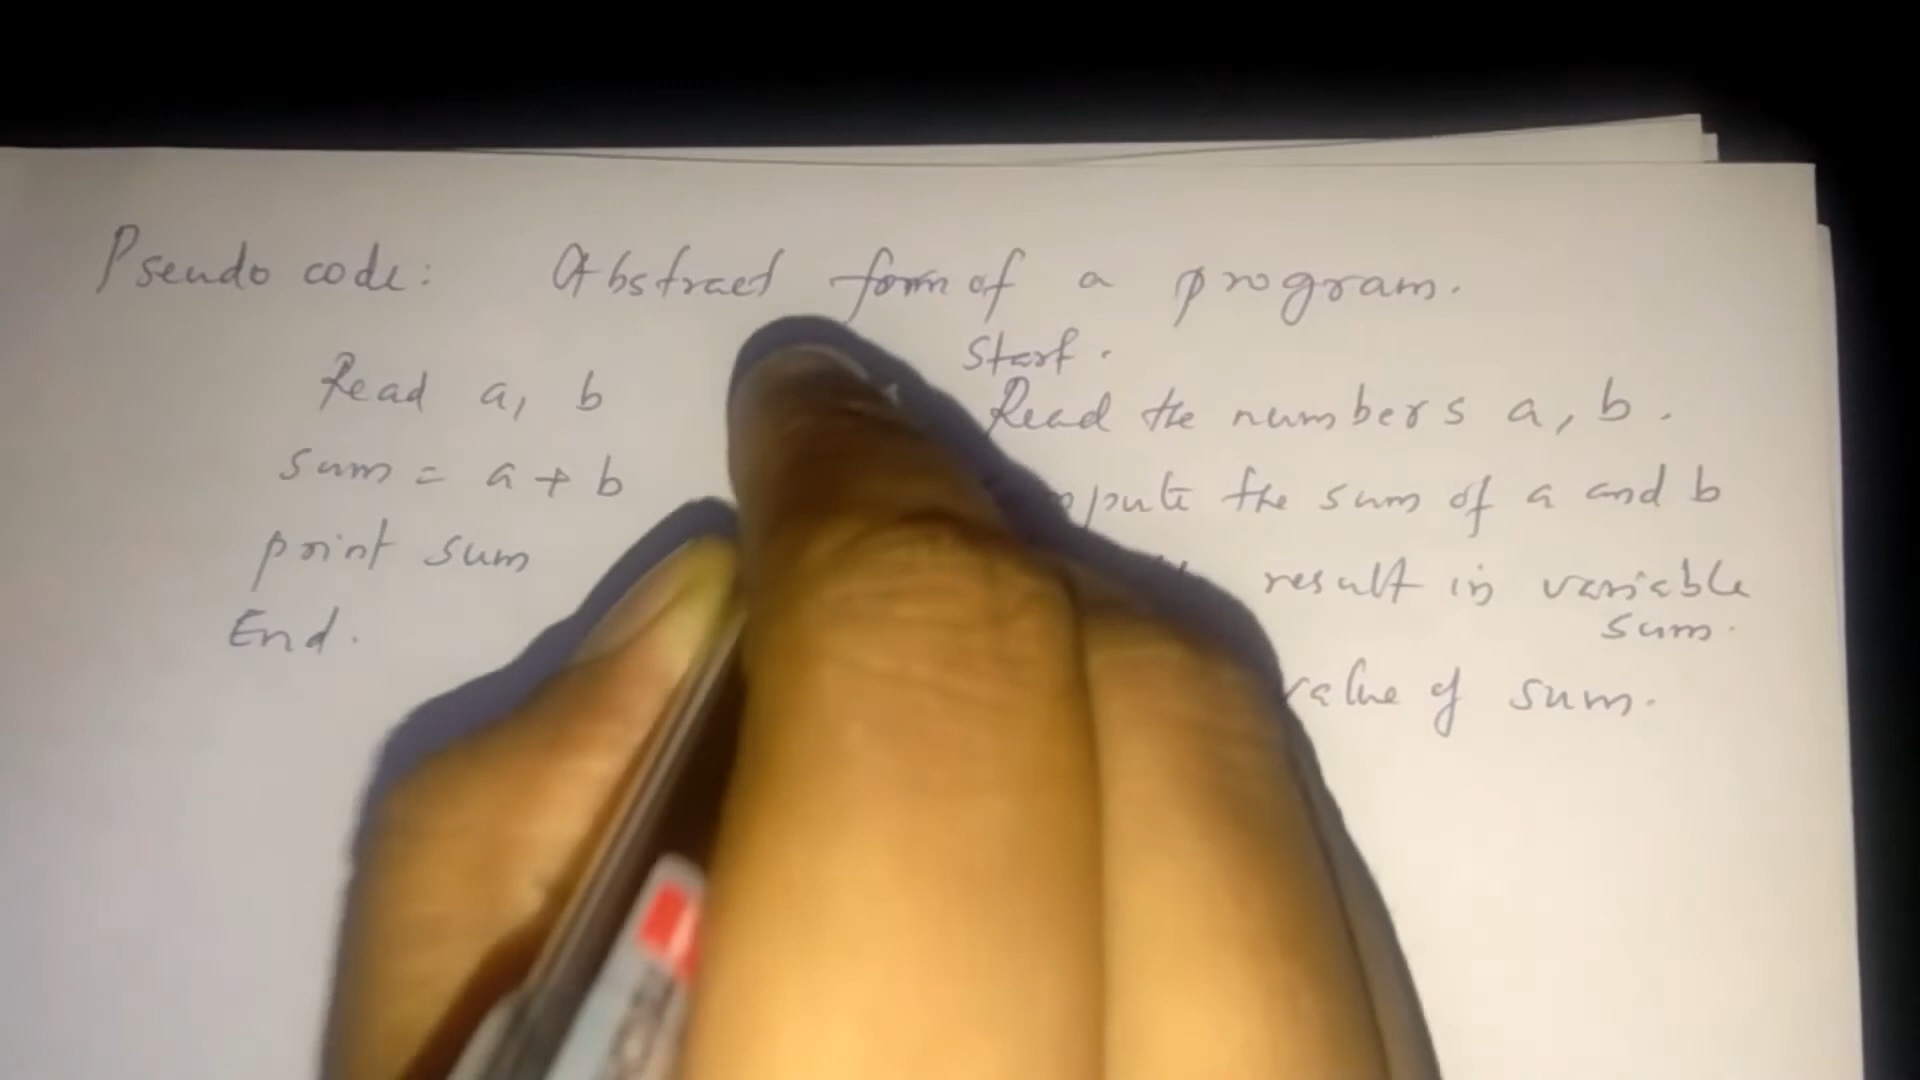 Pseudo code: Abstract form of a program.
Read a, b
sum = a + b
print sum
End.
Start.
Read the numbers a, b.
the sum of a and b
result in variable
sum.
of sum.